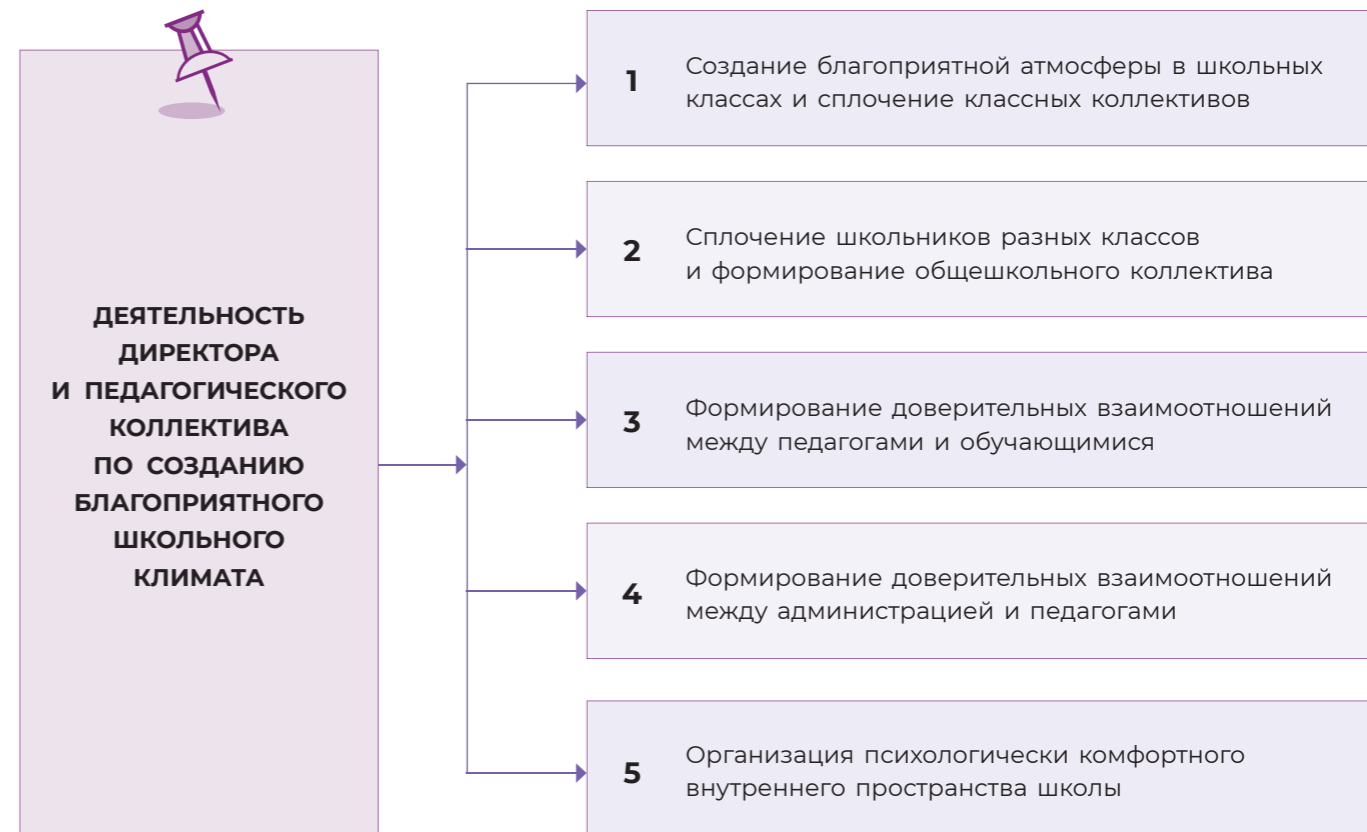 ДЕЯТЕЛЬНОСТЬ
ДИРЕКТОРА
И ПЕДАГОГИЧЕСКОГО
КОЛЛЕКТИВА
ПО СОЗДАНИЮ
БЛАГОПРИЯТНОГО
ШКОЛЬНОГО
КЛИМАТА
1 Создание благоприятной атмосферы в школьных
классах и сплочение классных коллективов
2 Сплочение школьников разных классов
и формирование общешкольного коллектива
3 Формирование доверительных взаимоотношений
между педагогами и обучающимися
4 Формирование доверительных взаимоотношений
между администрацией и педагогами
5 Организация психологически комфортного
внутреннего пространства школы